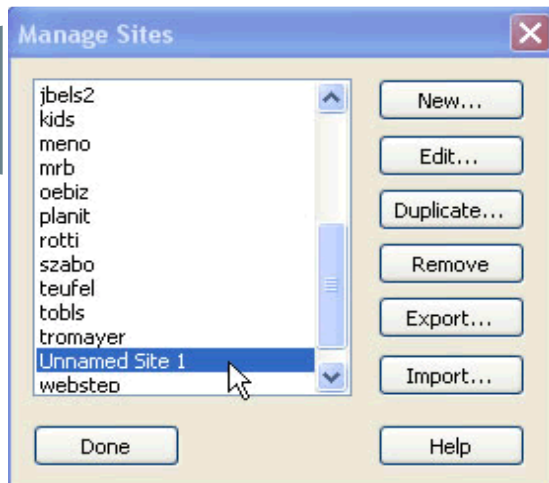 Manage Sites
jbels2
kids
meno
mrb
oebiz
planit
rotti
szabo
teufel
tobls
tromayer
Unnamed Site 1
webstep
New...
Edit...
Duplicate...
Remove
Export...
Import...
Done
Help